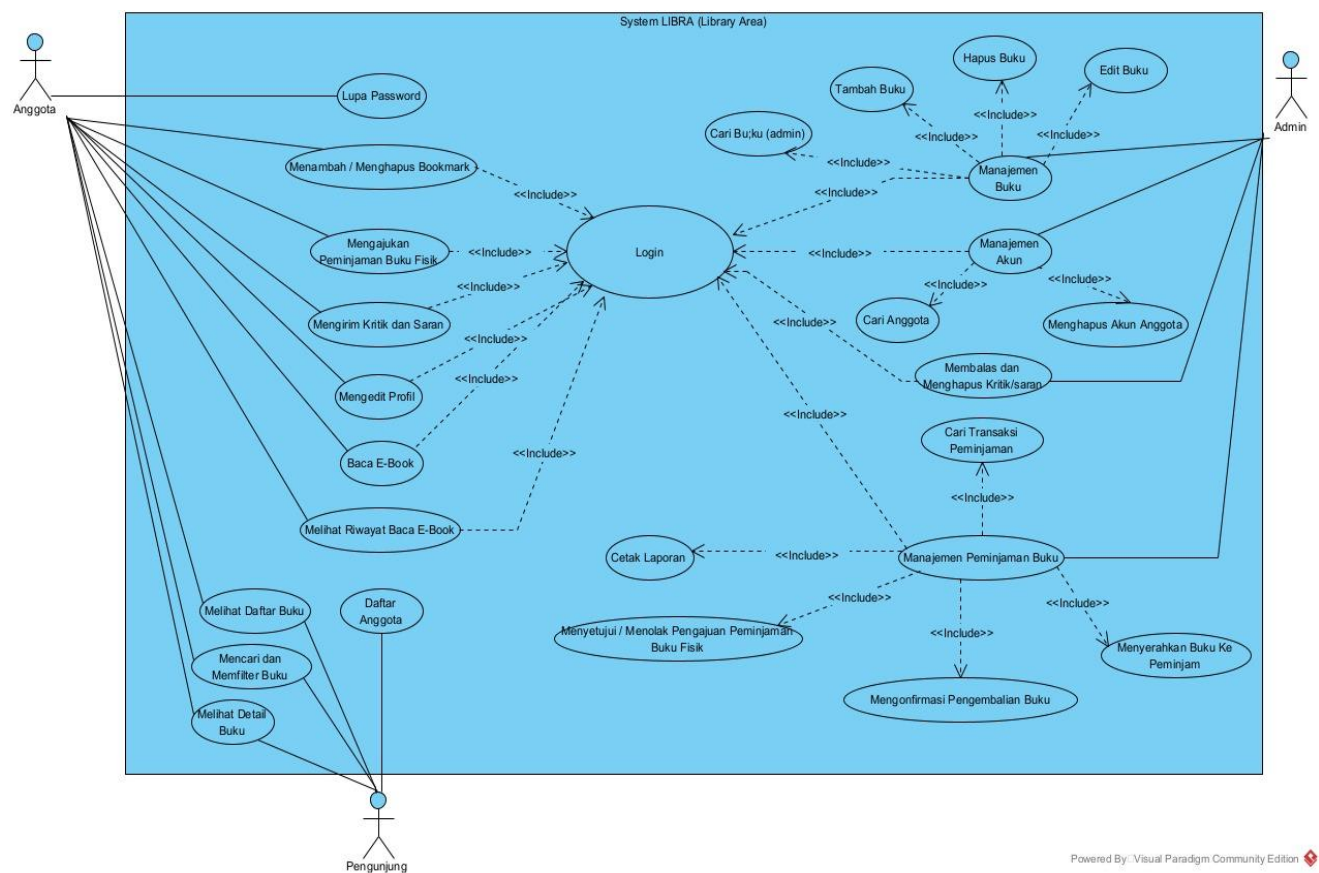 System LIBRA (Library Area)
Anggota
Admin
Lupa Password
Hapus Buku
Edit Buku
Tambah Buku
<<Include>>
<<Include>>
<<Include>>
Cari Bu;ku (admin)
<<Include>>
Menambah / Menghapus Bookmark
Manajemen
Buku
<<Include>>
<<Include>>
Mengajukan
Peminjaman Buku Fisik
<<Include>>
Login
<<Include>>
Manajemen
Akun
<<Include>>
<<Include>>
<<Include>>
Mengirim Kritik dan Saran
Cari Anggota
Menghapus Akun Anggota
<<Include>>
<<Include>>
Membalas dan
Menghapus Kritik/saran
<<Include>>
Mengedit Profil
<<Include>>
Cari Transaksi
Peminjaman
Baca E-Book
<<Include>>
<<Include>>
Melihat Riwayat Baca E-Book
Cetak Laporan
<<Include>>
Manajemen Peminjaman Buku
<<Include>>
<<Include>>
Melihat Daftar Buku
Daftar
Anggota
Menyetujui / Menolak Pengajuan Peminjaman
Buku Fisik
<<Include>>
Menyerahkan Buku Ke
Peminjam
Mencari dan
Memfilter Buku
Mengonfirmasi Pengembalian Buku
Melihat Detail
Buku
Pengunjung
Powered By Visual Paradigm Community Edition